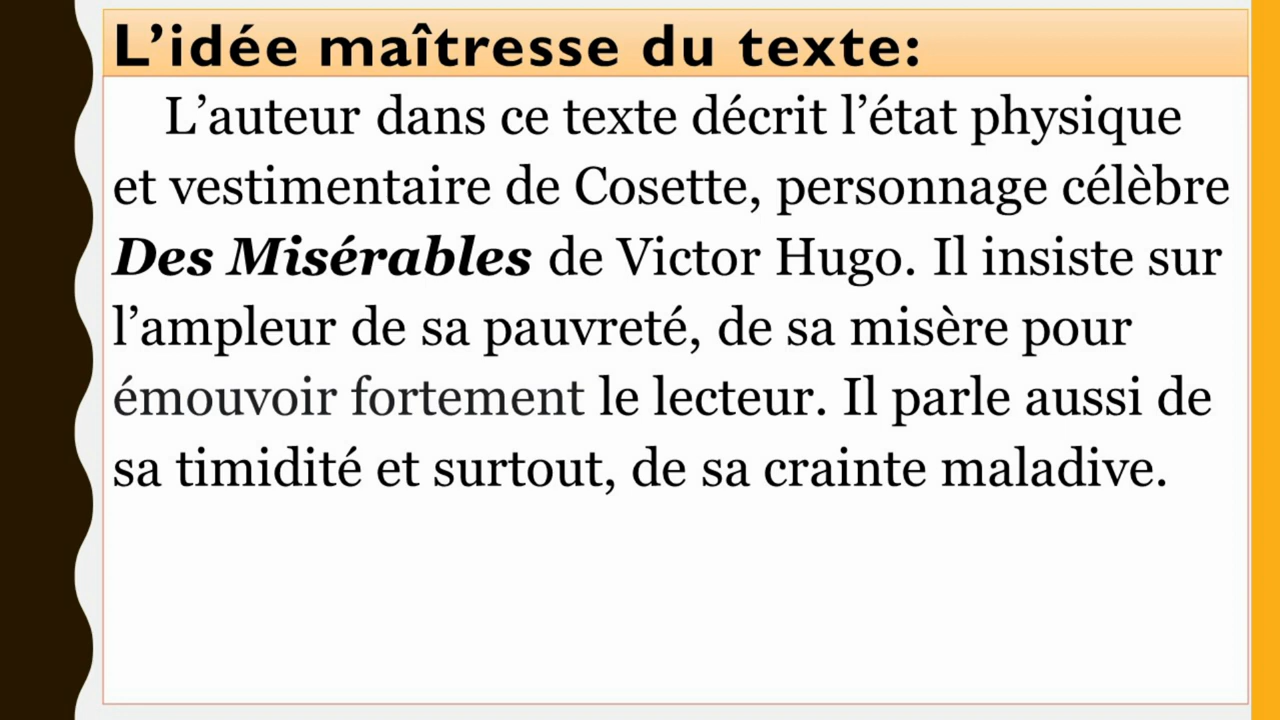 L’idée maîtresse du texte:
L’auteur dans ce texte décrit l’état physique
et vestimentaire de Cosette, personnage célèbre
Des Misérables de Victor Hugo. Il insiste sur
l’ampleur de sa pauvreté, de sa misère pour
émouvoir fortement le lecteur. Il parle aussi de
sa timidité et surtout, de sa crainte maladive.